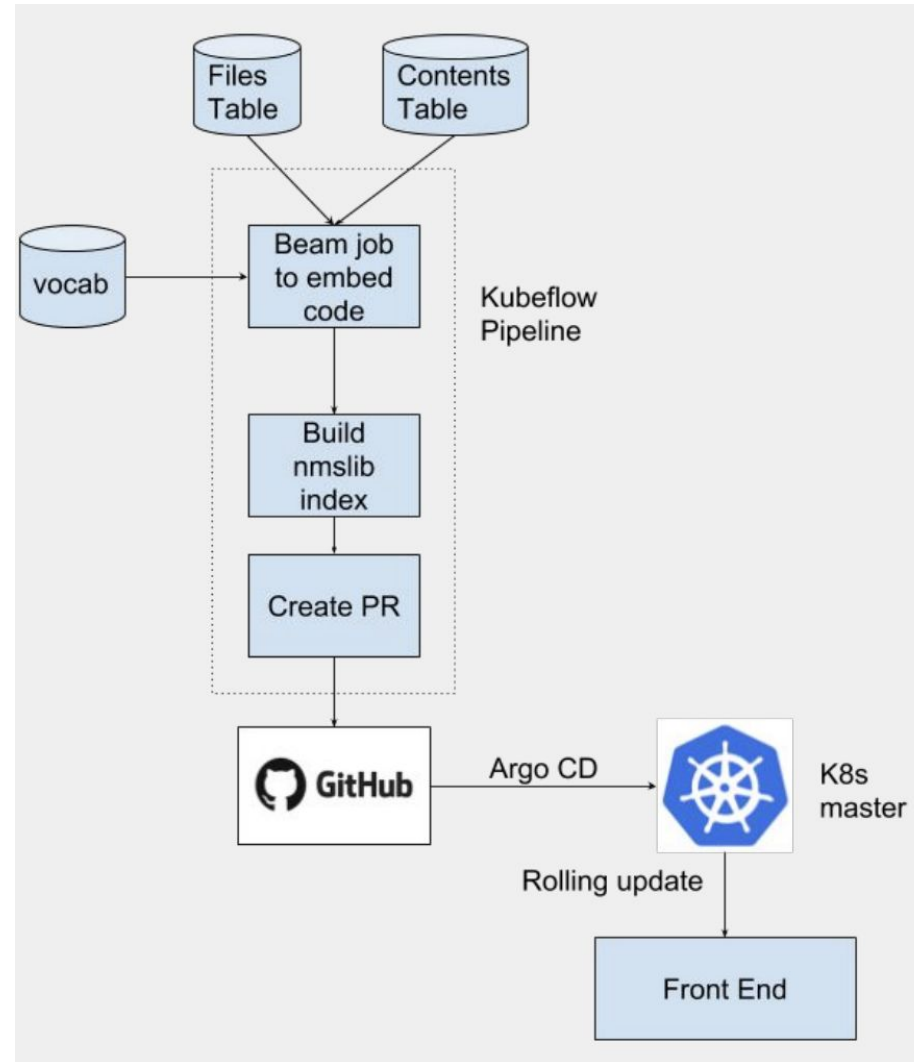 Files
Table
Contents
Table
vocab
Beam job
to embed
code
Kubeflow
Pipeline
Build
nmslib
index
Create PR
GitHub
Argo CD
K8s
master
Rolling update
Front End